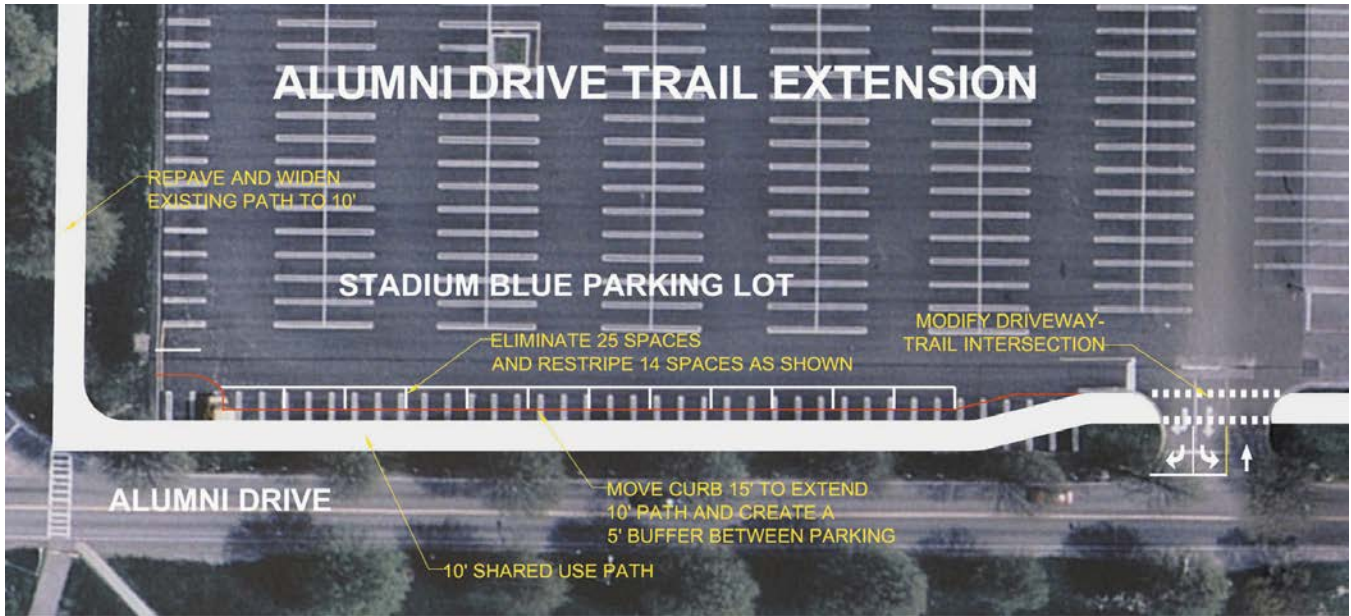 ALUMNI DRIVE TRAIL EXTENSION
REPAVE AND WIDEN
EXISTING PATH TO 10'
STADIUM BLUE PARKING LOT
ELIMINATE 25 SPACES
AND RESTRIPE 14 SPACES AS SHOWN
MODIFY DRIVEWAY-
TRAIL INTERSECTION
ALUMNI DRIVE
MOVE CURB 15' TO EXTEND
10' PATH AND CREATE A
5' BUFFER BETWEEN PARKING
10' SHARED USE PATH